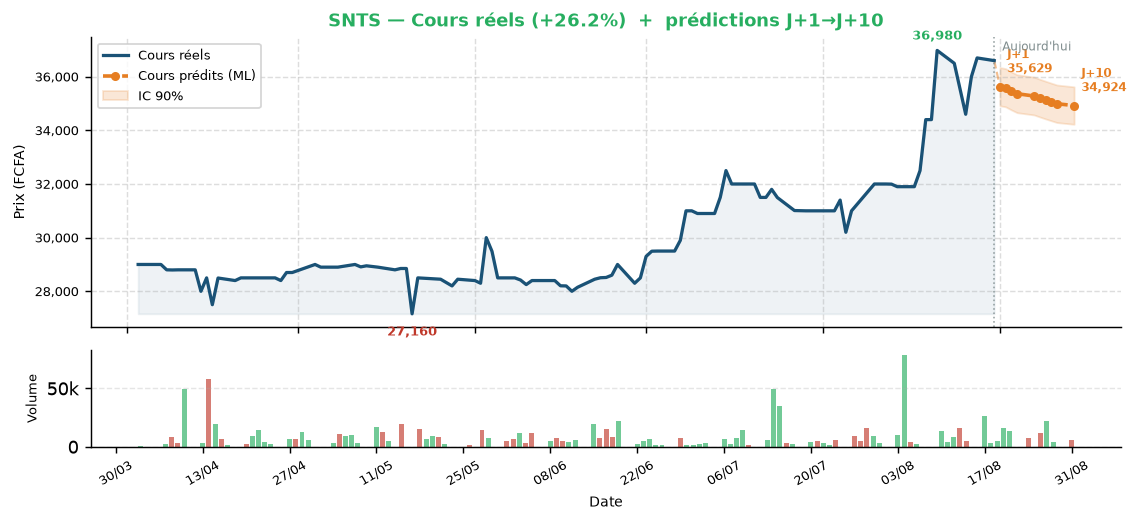 SNTS — Cours réels (+26.2%)  +  prédictions J+1→J+10
Cours réels
Cours prédits (ML)
IC 90%
36,980
Aujourd'hui
J+1
35,629
J+10
34,924
27,160
Prix (FCFA)
36,000
34,000
32,000
30,000
28,000
Volume
50k
0
30/03
13/04
27/04
11/05
25/05
08/06
22/06
06/07
20/07
03/08
17/08
31/08
Date